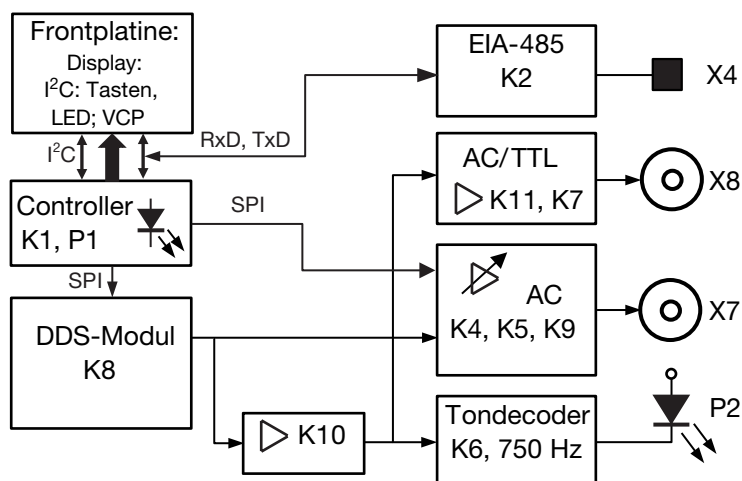 Frontplatine:
Display:
I²C: Tasten,
LED; VCP
EIA-485
K2
X4
I²C
RxD, TxD
AC/TTL
K11, K7
X8
Controller
K1, P1
SPI
SPI
AC
K4, K5, K9
X7
DDS-Modul
K8
K10
Tondecoder
K6, 750 Hz
P2